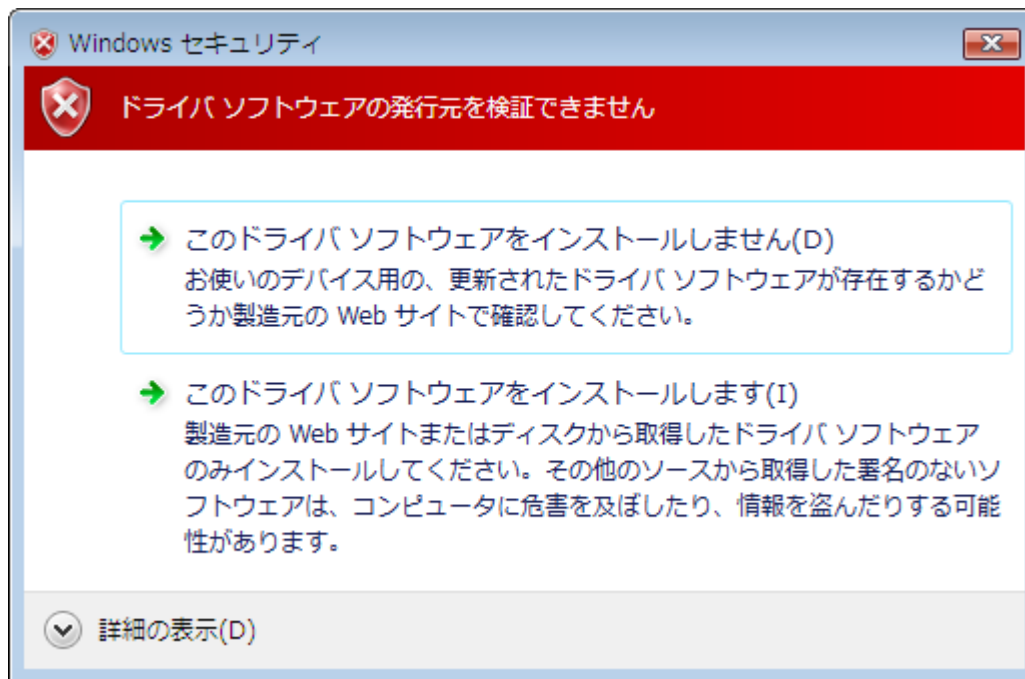 Windows セキュリティ
ドライバ ソフトウェアの発行元を検証できません
このドライバ ソフトウェアをインストールしません(D)
お使いのデバイス用の、更新されたドライバ ソフトウェアが存在するかど
うか製造元の Web サイトで確認してください。
このドライバ ソフトウェアをインストールします(I)
製造元の Web サイトまたはディスクから取得したドライバ ソフトウェア
のみインストールしてください。その他のソースから取得した署名のないソ
フトウェアは、コンピュータに危害を及ぼしたり、情報を盗んだりする可能
性があります。
詳細の表示(D)